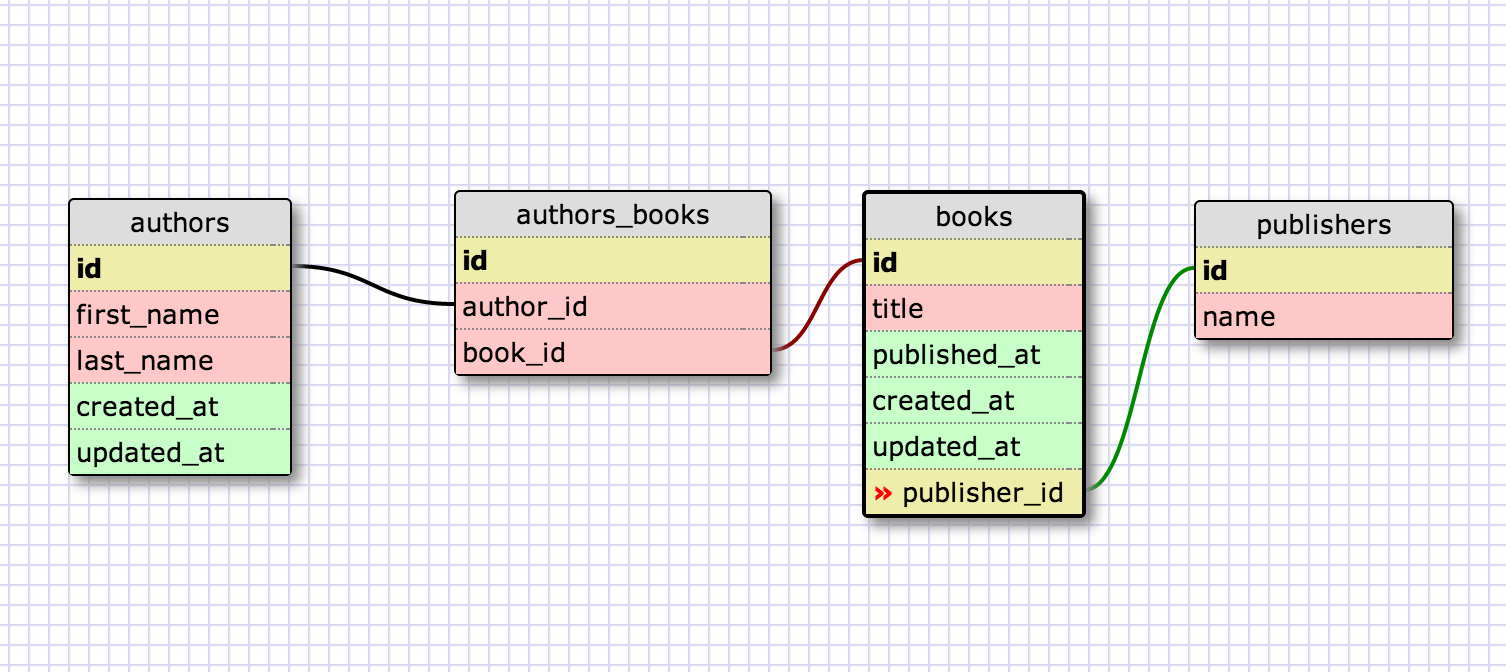 authors
id
first_name
last_name
created_at
updated_at
authors_books
id
author_id
book_id
books
id
title
published_at
created_at
updated_at
» publisher_id
publishers
id
name